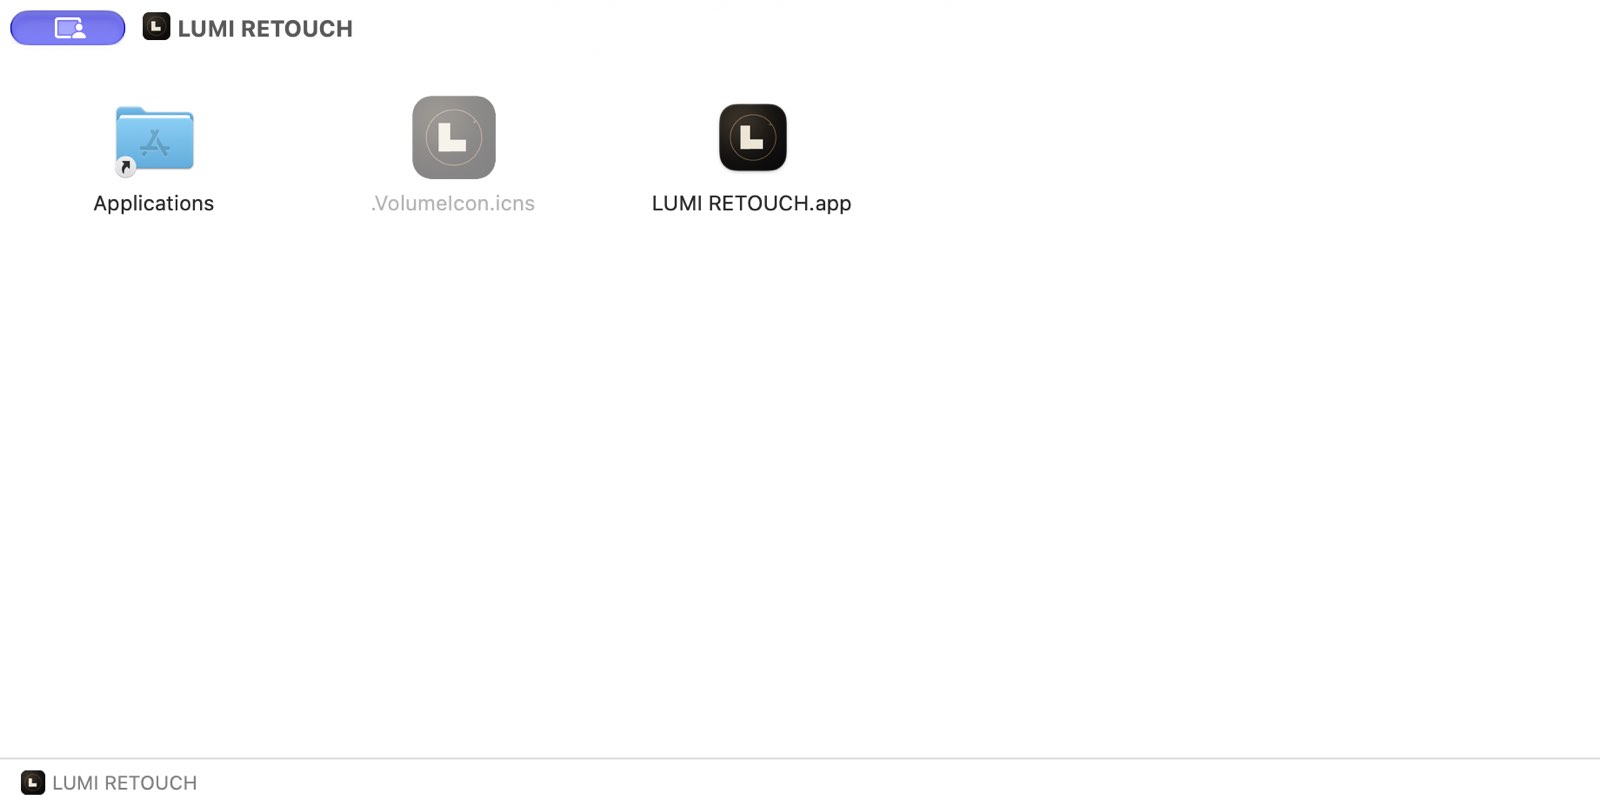 LUMI RETOUCH
Applications
.VolumeIcon.icns
LUMI RETOUCH.app
LUMI RETOUCH